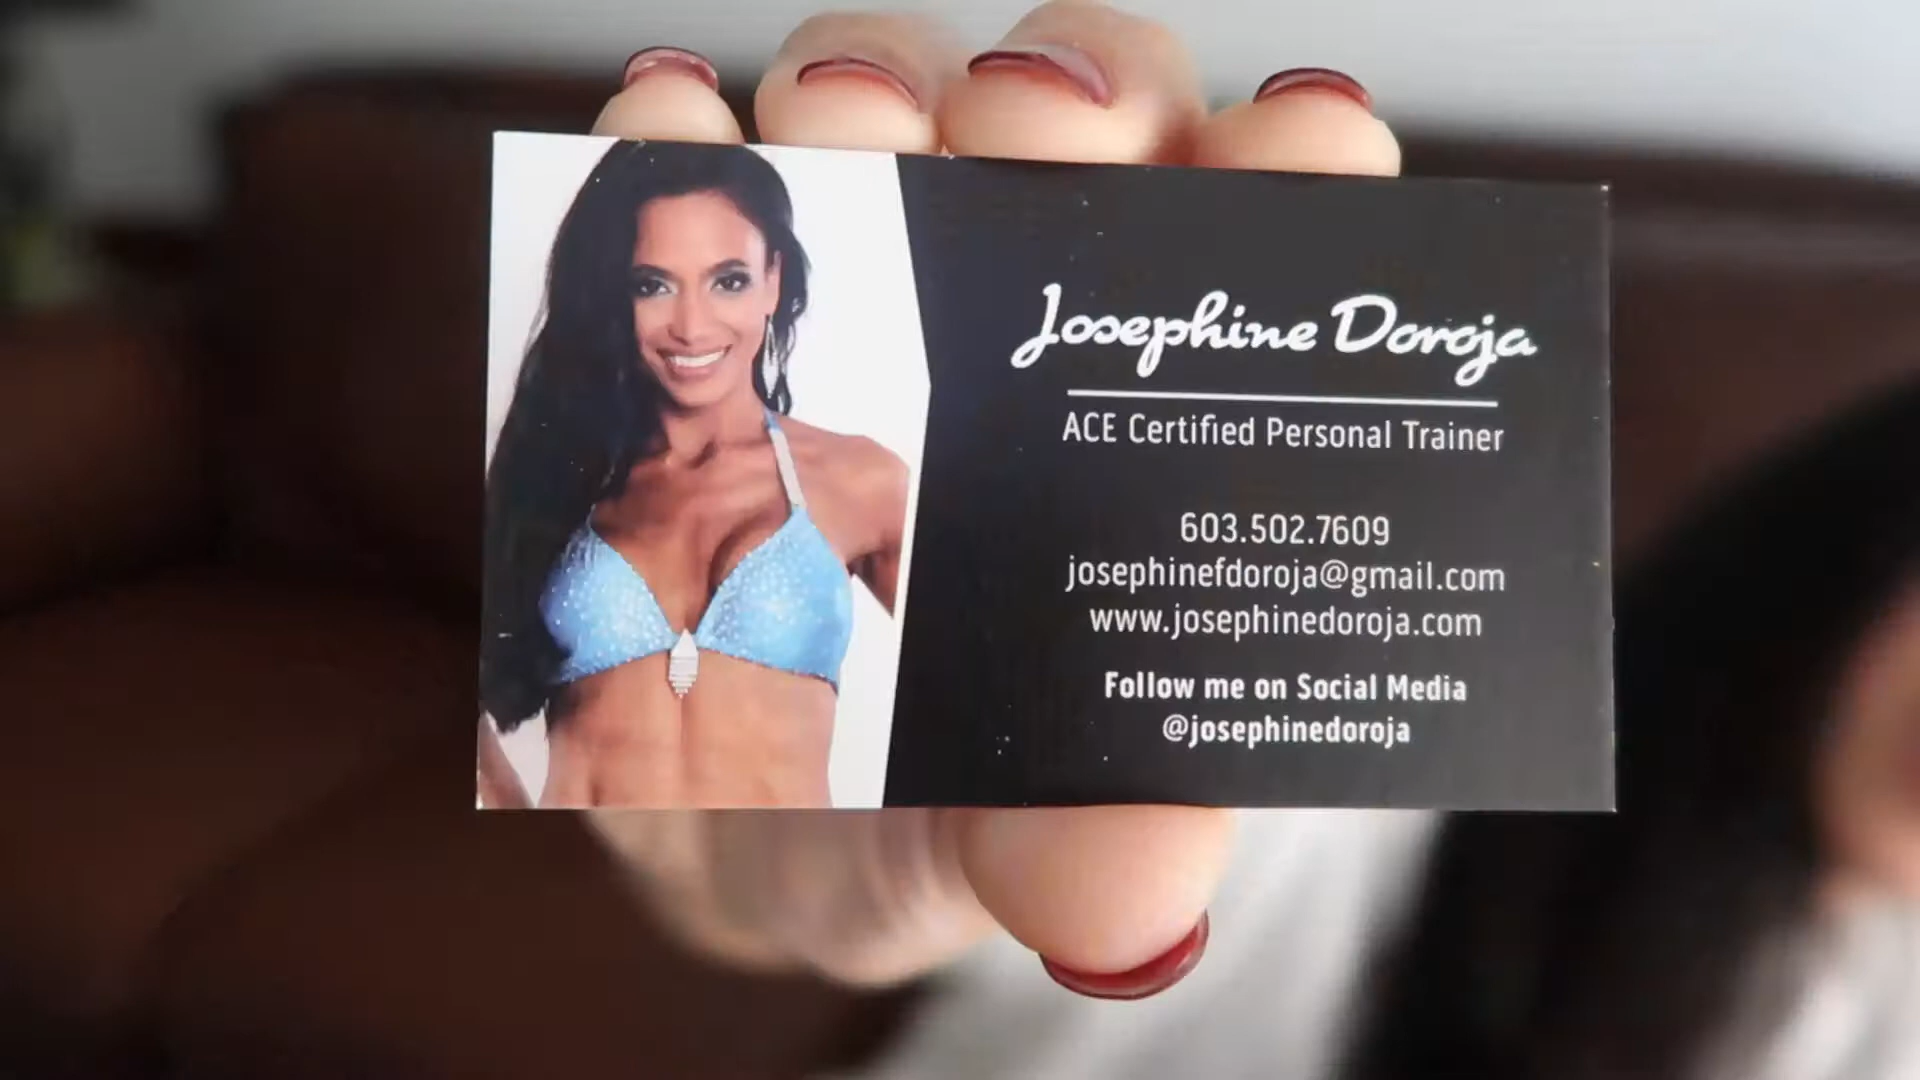 Josephine Doroja
ACE Certified Personal Trainer
603.502.7609
josephinefdoroja@gmail.com
www.josephinedoroja.com
Follow me on Social Media
@josephinedoroja